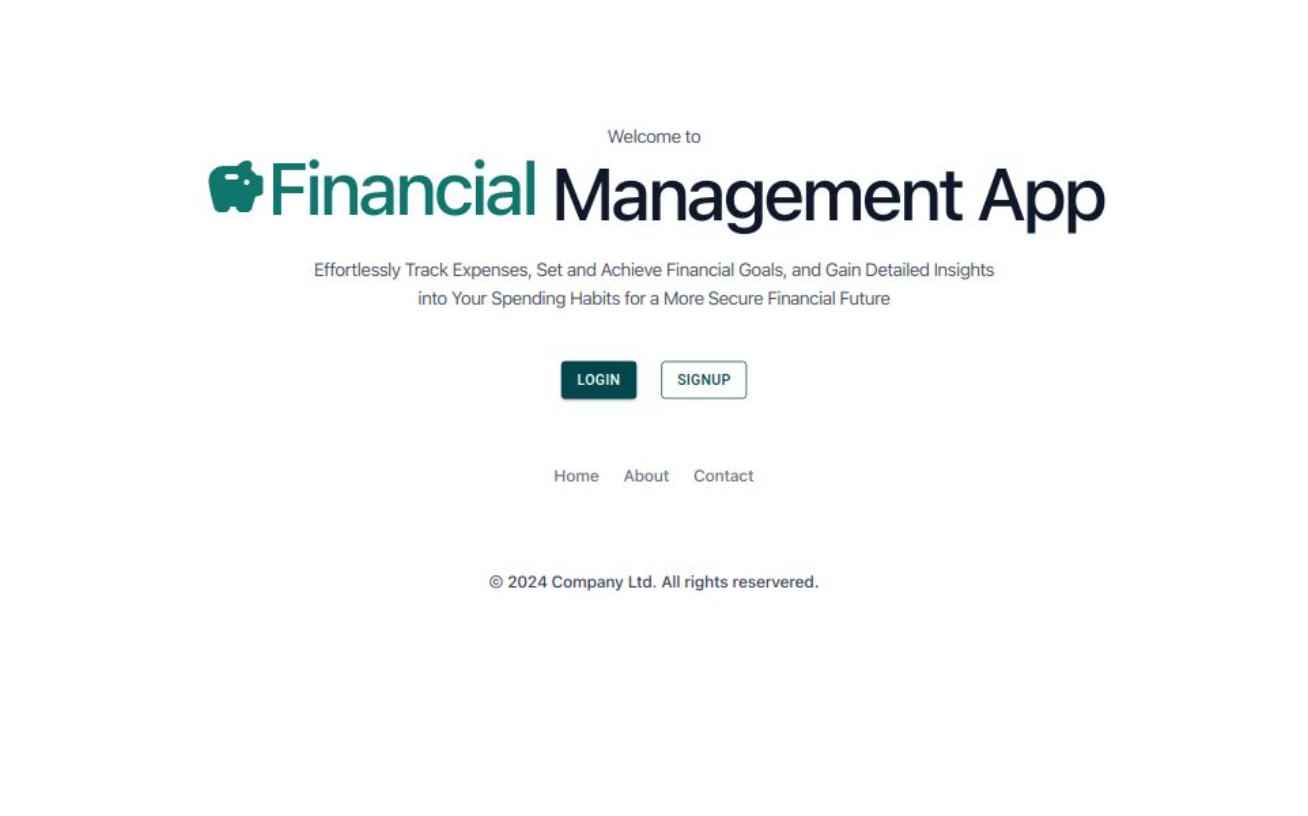 Welcome to
Financial Management App
Effortlessly Track Expenses, Set and Achieve Financial Goals, and Gain Detailed Insights
into Your Spending Habits for a More Secure Financial Future
LOGIN SIGNUP
Home About Contact
© 2024 Company Ltd. All rights reservered.